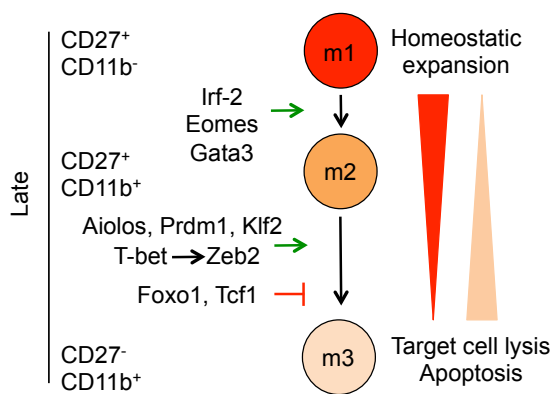 CD27+
CD11b-
m1
Homeostatic
expansion
Irf-2
Eomes
Gata3
CD27+
CD11b+
m2
Late
Aiolos, Prdm1, Klf2
T-bet → Zeb2
Foxo1, Tcf1
CD27-
CD11b+
m3
Target cell lysis
Apoptosis